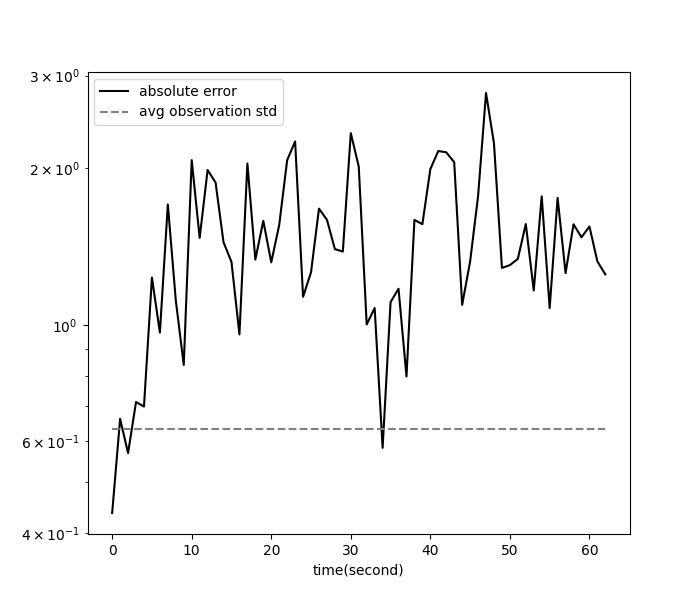 absolute error
avg observation std
3 × 10⁰
2 × 10⁰
10⁰
6 × 10⁻¹
4 × 10⁻¹
0 10 20 30 40 50 60
time(second)